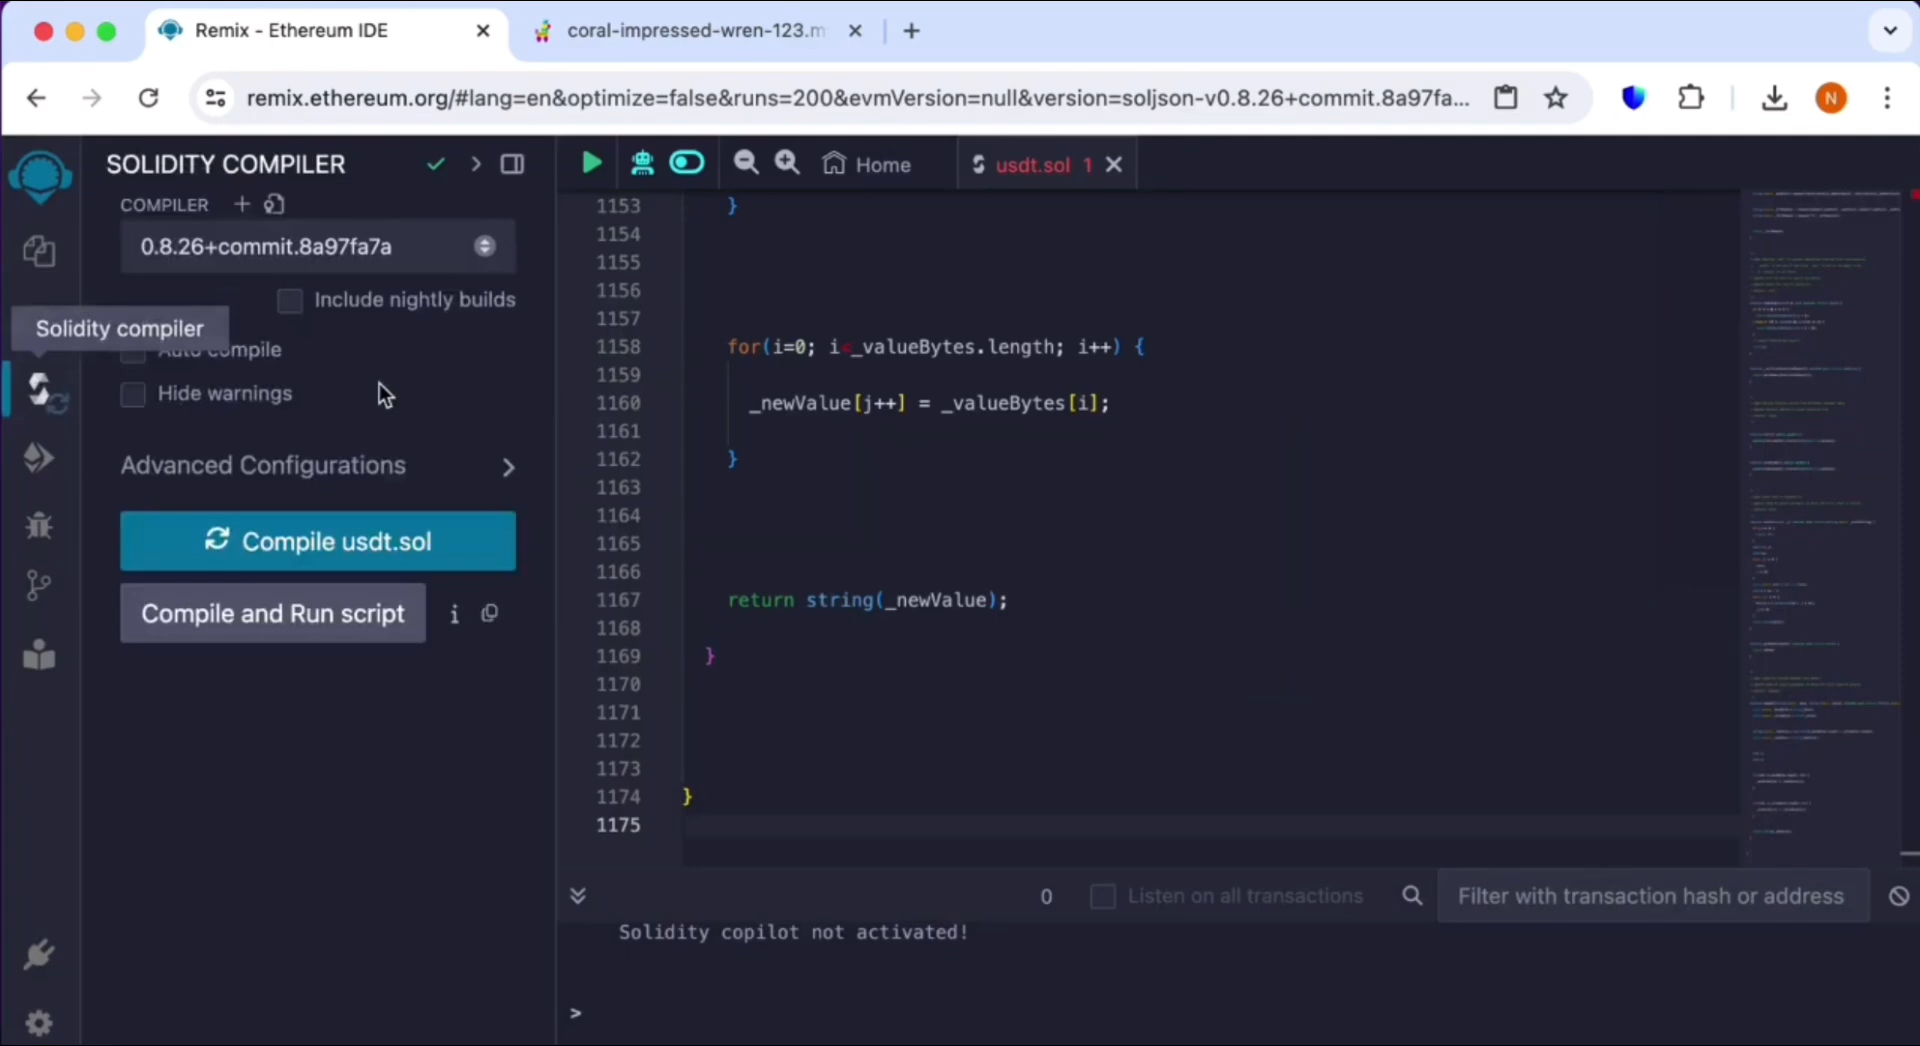 Remix - Ethereum IDE
coral-impressed-wren-123.m
remix.ethereum.org/#lang=en&optimize=false&runs=200&evmVersion=null&version=soljson-v0.8.26+commit.8a97fa...
N
SOLIDITY COMPILER
COMPILER
0.8.26+commit.8a97fa7a
Include nightly builds
Solidity compiler
Auto compile
Hide warnings
Advanced Configurations
Compile usdt.sol
Compile and Run script
i
Home
usdt.sol 1
1153 }
1154
1155
1156
1157
1158 for(i=0; i<_valueBytes.length; i++) {
1159
1160 _newValue[j++] = _valueBytes[i];
1161
1162 }
1163
1164
1165
1166
1167 return string(_newValue);
1168
1169 }
1170
1171
1172
1173
1174 }
1175
0
Listen on all transactions
Filter with transaction hash or address
Solidity copilot not activated!
>